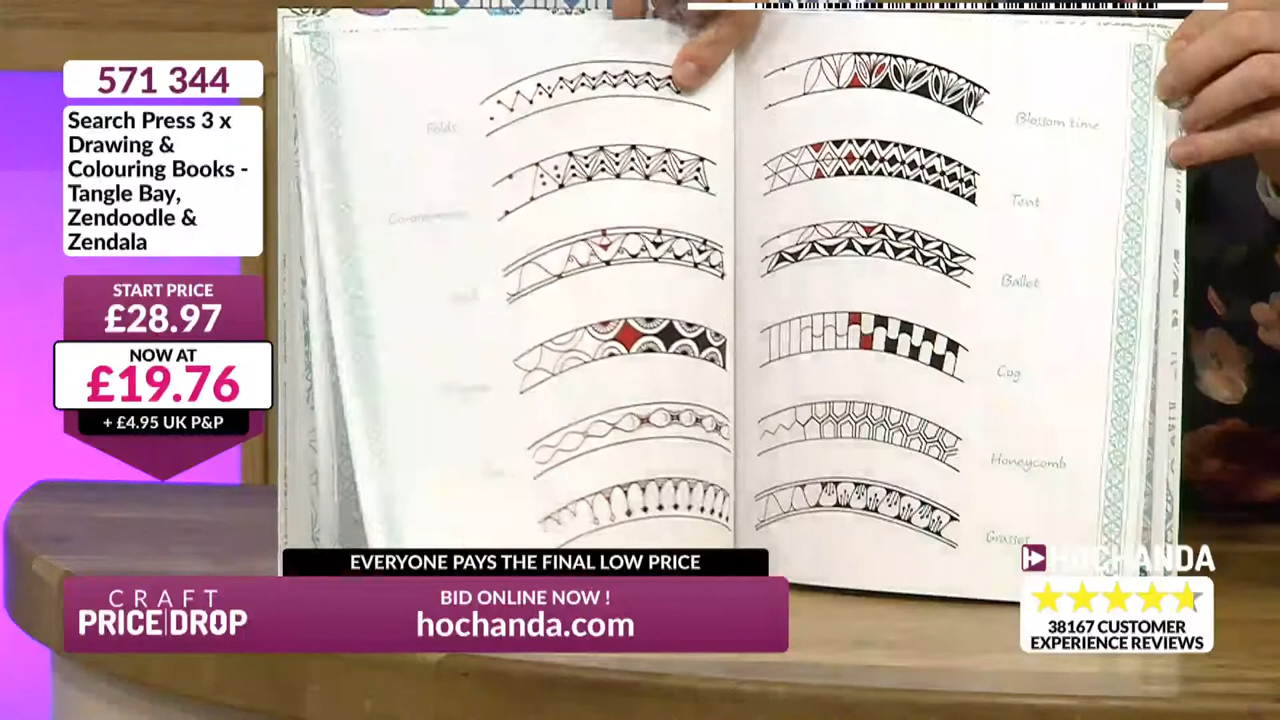 571 344
Search Press 3 x
Drawing &
Colouring Books -
Tangle Bay,
Zendoodle &
Zendala
START PRICE
£28.97
NOW AT
£19.76
+ £4.95 UK P&P
Folds
Blossom time
Tent
Ballet
Cog
Honeycomb
Grasses
EVERYONE PAYS THE FINAL LOW PRICE
CRAFT
PRICE DROP
BID ONLINE NOW !
hochanda.com
HOCHANDA
38167 CUSTOMER
EXPERIENCE REVIEWS